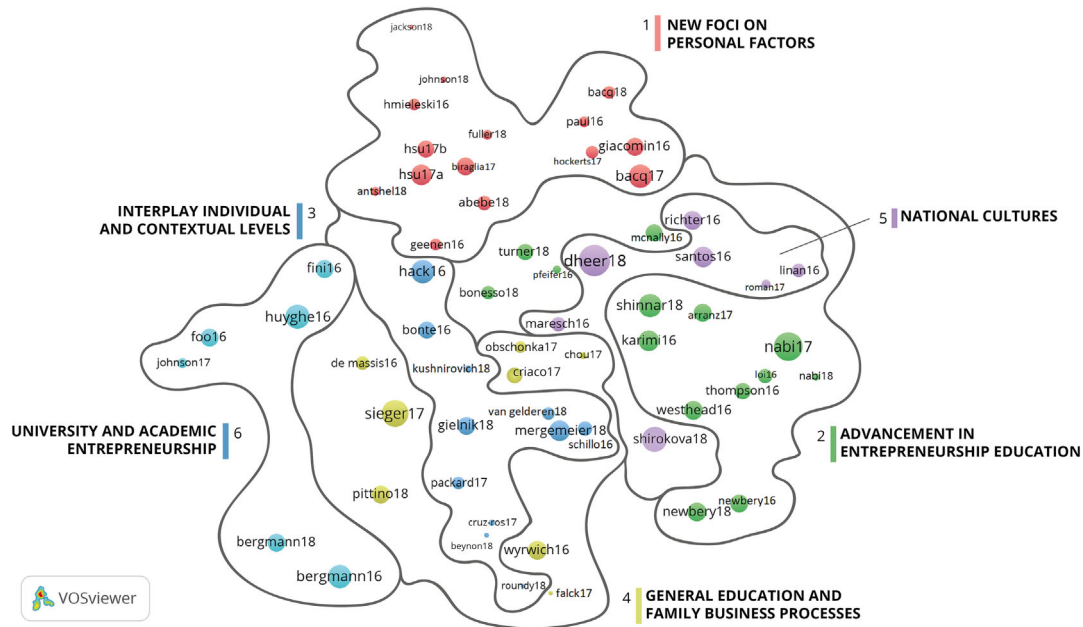 jackson18
1 NEW FOCI ON
PERSONAL FACTORS
johnson18
hmieleski16
bacq18
paul16
fuller18
hsu17b
giacomin16
hockerts17
biraglia17
hsu17a
bacq17
antshel18
abebe18
INTERPLAY INDIVIDUAL
AND CONTEXTUAL LEVELS
3
5 NATIONAL CULTURES
richter16
mcnally16
geenen16
turner18
santos16
dheer18
fini16
hack16
pfeifer16
linan16
roman17
bonesso18
shinnar18
arranz17
huyghe16
maresch16
foo16
bonte16
karimi16
obschonka17
nabi17
chou17
johnson17
de massis16
kushnirovich18
criaco17
loi16
nabi18
thompson16
sieger17
van gelderen18
westhead16
UNIVERSITY AND ACADEMIC
ENTREPRENEURSHIP
6
gielnik18
mergemeier18
schillo16
shirokova18
2 ADVANCEMENT IN
ENTREPRENEURSHIP EDUCATION
packard17
pittino18
newbery16
newbery18
cruz-ros17
beynon18
bergmann18
wyrwich16
bergmann16
roundy18
falck17
4 GENERAL EDUCATION AND
FAMILY BUSINESS PROCESSES
VOSviewer